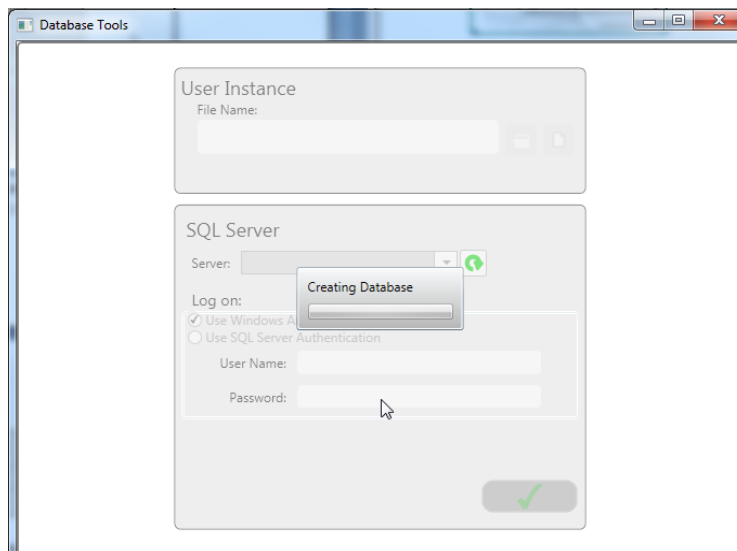 Database Tools
User Instance
File Name:
SQL Server
Server:
Creating Database
Log on:
Use Windows A
Use SQL Server Authentication
User Name:
Password: